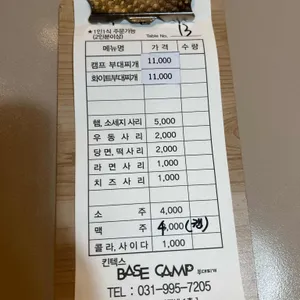 ★1인1식 주문가능
(2인분이상) Table No. 13
메뉴명 가 격 수 량
캠프 부대찌개 11,000
화이트부대찌개 11,000
햄, 소세지 사리 5,000
우 동 사 리 2,000
당면, 떡사리 2,000
라 면 사 리 1,000
치 즈 사 리 1,000
소 주 4,000
맥 주 4,000
콜 라, 사 이 다 1,000
킨텍스
BASE CAMP 부대찌개
TEL : 031-995-7205